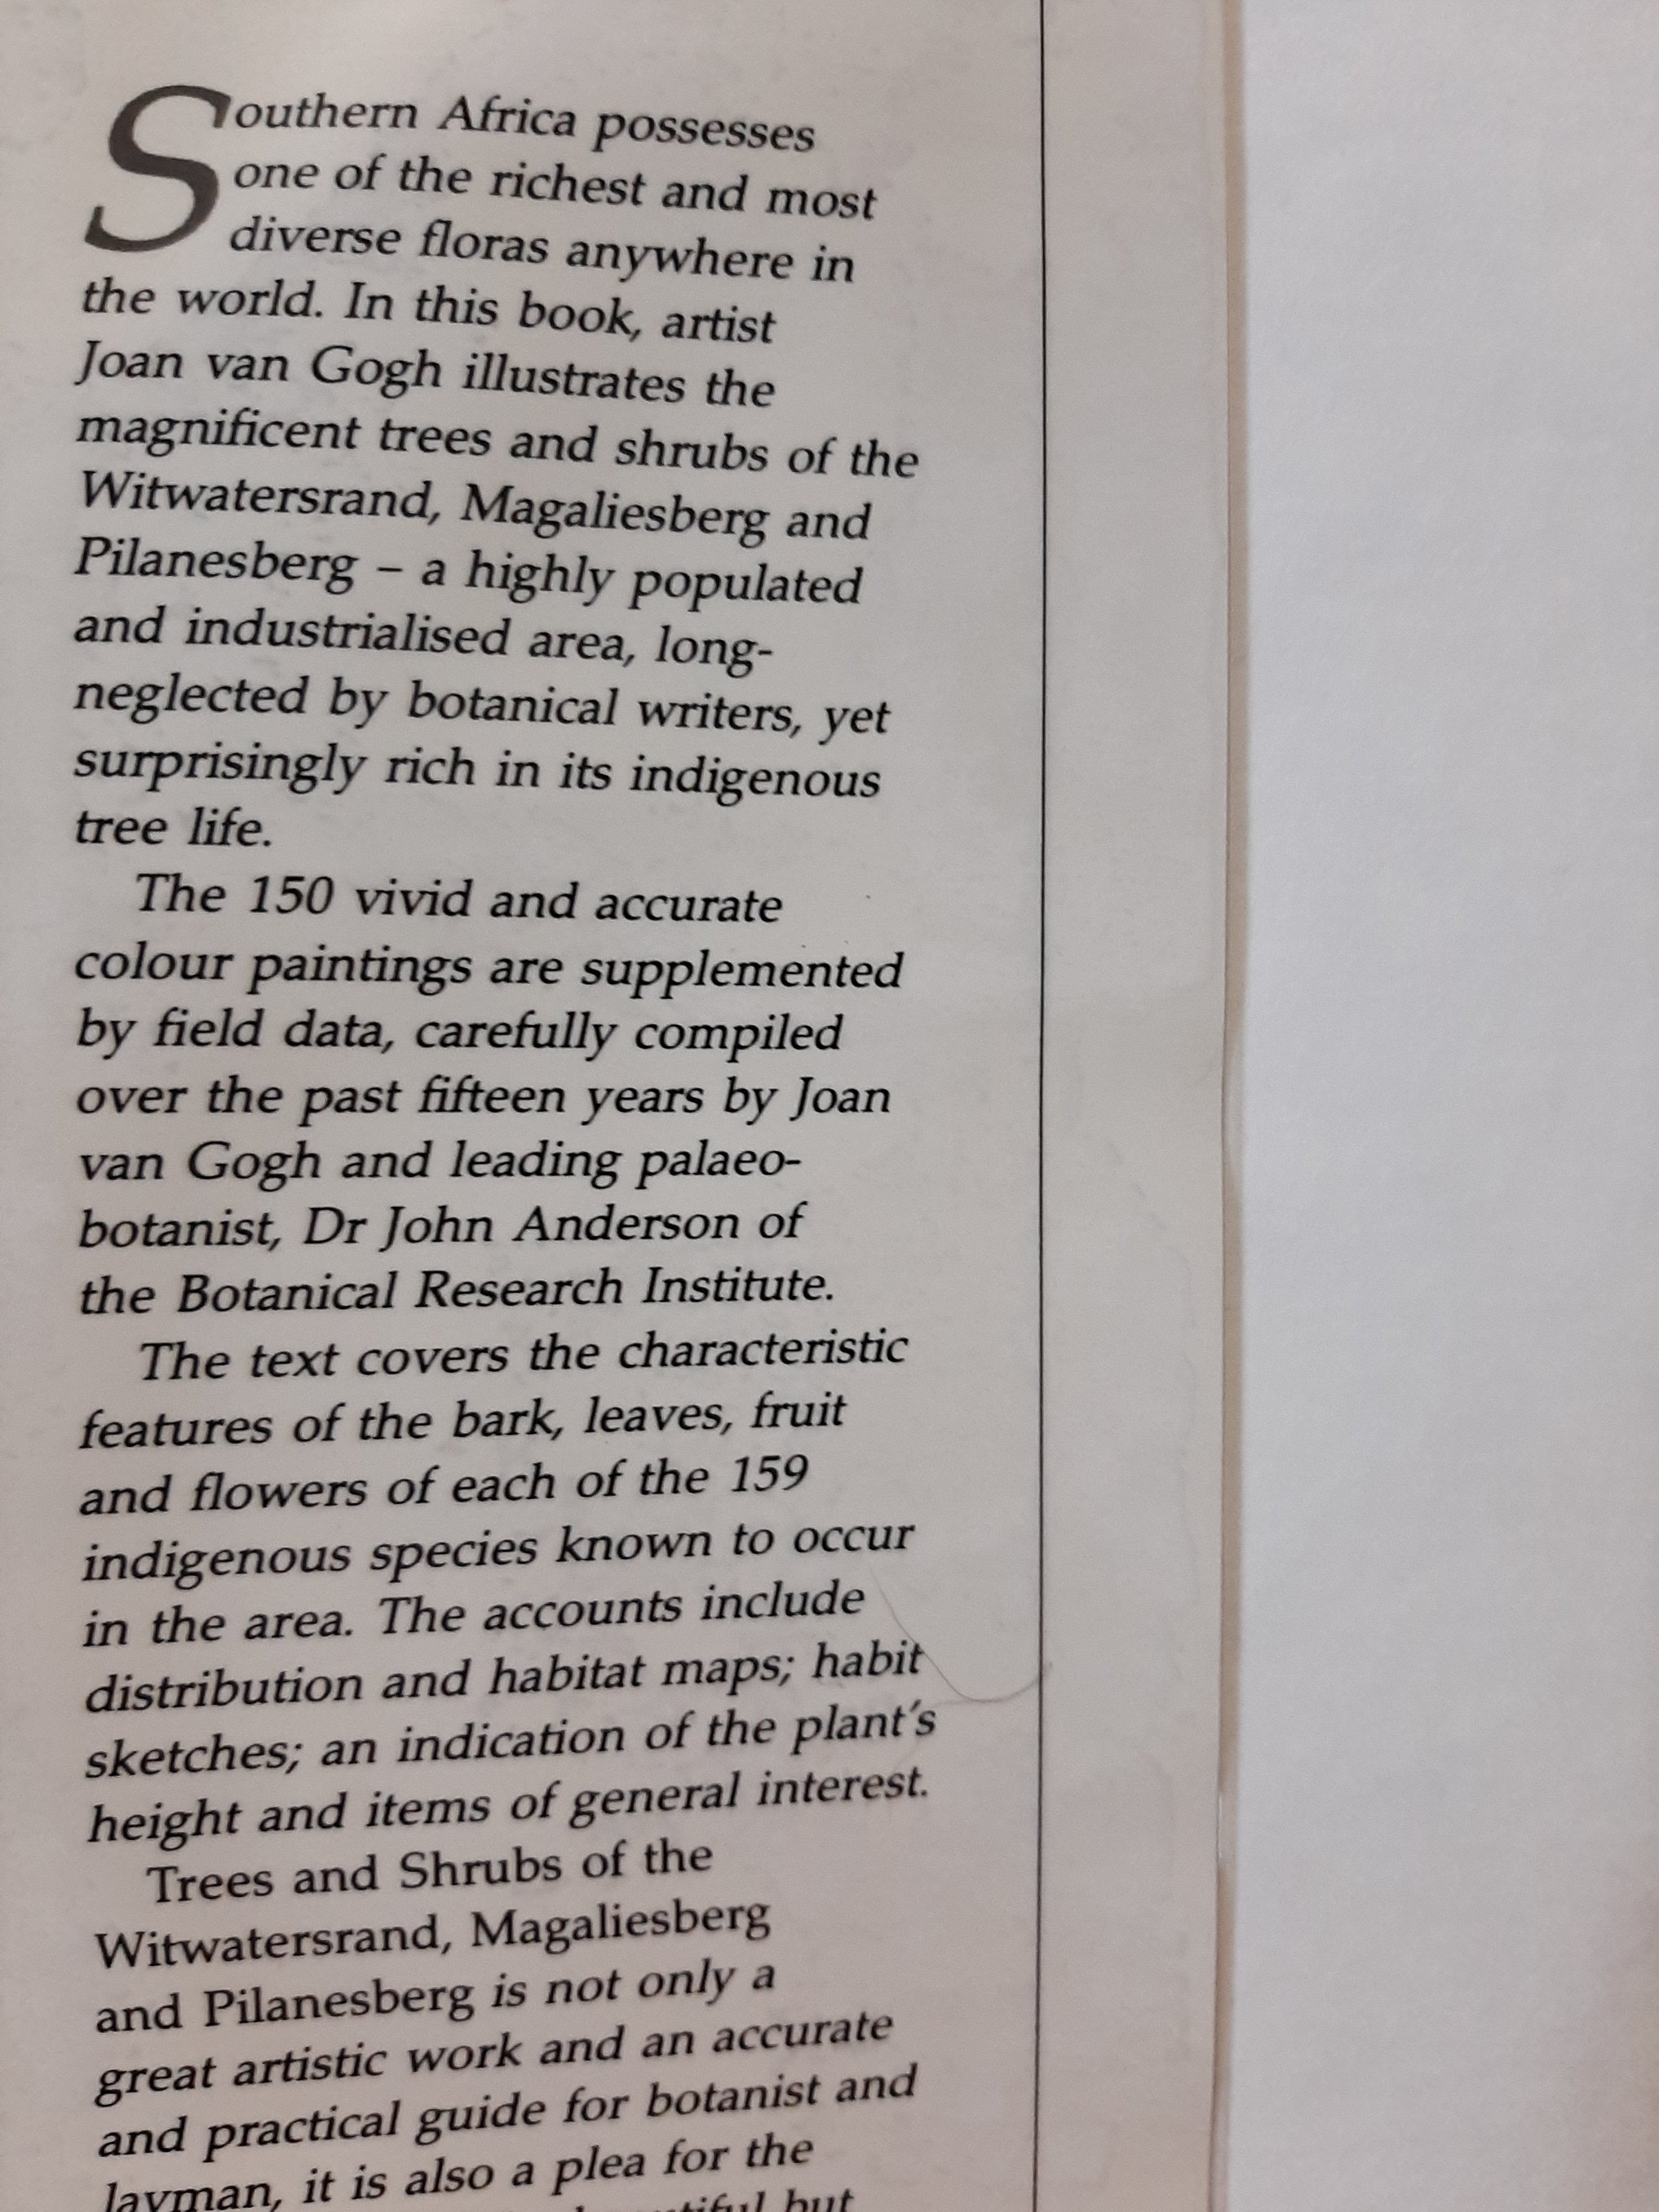 Southern Africa possesses
one of the richest and most
diverse floras anywhere in
the world. In this book, artist
Joan van Gogh illustrates the
magnificent trees and shrubs of the
Witwatersrand, Magaliesberg and
Pilanesberg – a highly populated
and industrialised area, long-
neglected by botanical writers, yet
surprisingly rich in its indigenous
tree life.
The 150 vivid and accurate
colour paintings are supplemented
by field data, carefully compiled
over the past fifteen years by Joan
van Gogh and leading palaeo-
botanist, Dr John Anderson of
the Botanical Research Institute.
The text covers the characteristic
features of the bark, leaves, fruit
and flowers of each of the 159
indigenous species known to occur
in the area. The accounts include
distribution and habitat maps; habit
sketches; an indication of the plant's
height and items of general interest.
Trees and Shrubs of the
Witwatersrand, Magaliesberg
and Pilanesberg is not only a
great artistic work and an accurate
and practical guide for botanist and
layman, it is also a plea for the
but